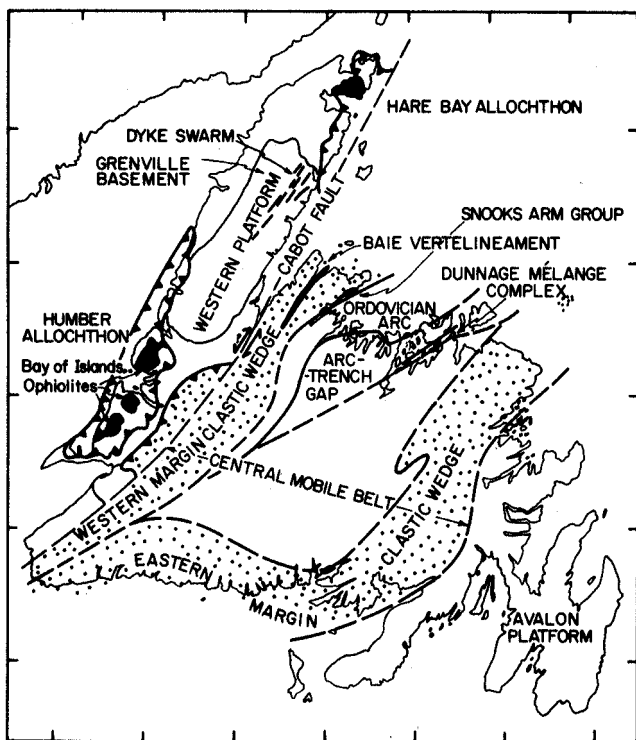 HARE BAY ALLOCHTHON
DYKE SWARM
GRENVILLE
BASEMENT
WESTERN PLATFORM
CABOT FAULT
SNOOKS ARM GROUP
BAIE VERTELINEAMENT
DUNNAGE MÉLANGE
COMPLEX
ORDOVICIAN
ARC
HUMBER
ALLOCHTHON
ARC-
TRENCH
GAP
Bay of Islands
Ophiolites
WESTERN MARGIN CLASTIC WEDGE
CENTRAL MOBILE BELT
CLASTIC WEDGE
EASTERN
MARGIN
AVALON
PLATFORM